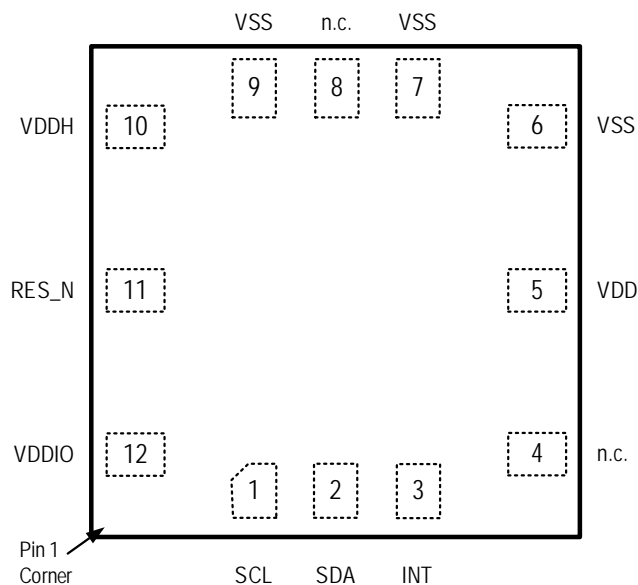 VSS n.c. VSS
9 8 7
VDDH 10 6 VSS
RES_N 11 5 VDD
VDDIO 12 4 n.c.
1 2 3
Pin 1
Corner
SCL SDA INT